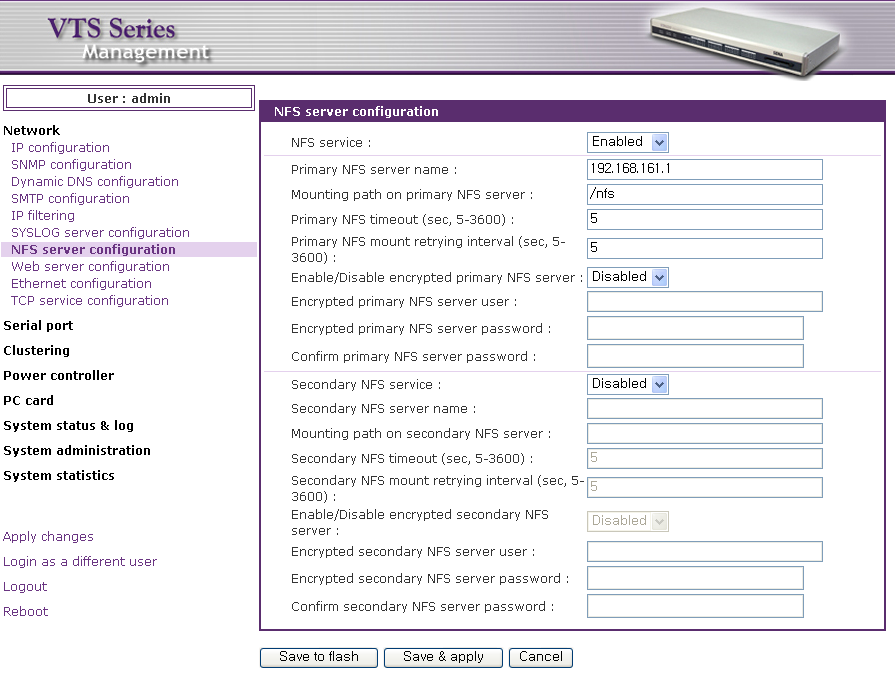 VTS Series
Management
User : admin
Network
IP configuration
SNMP configuration
Dynamic DNS configuration
SMTP configuration
IP filtering
SYSLOG server configuration
NFS server configuration
Web server configuration
Ethernet configuration
TCP service configuration
Serial port
Clustering
Power controller
PC card
System status & log
System administration
System statistics
Apply changes
Login as a different user
Logout
Reboot
NFS server configuration
NFS service : Enabled
Primary NFS server name : 192.168.161.1
Mounting path on primary NFS server : /nfs
Primary NFS timeout (sec, 5-3600) : 5
Primary NFS mount retrying interval (sec, 5-
3600) : 5
Enable/Disable encrypted primary NFS server : Disabled
Encrypted primary NFS server user :
Encrypted primary NFS server password :
Confirm primary NFS server password :
Secondary NFS service : Disabled
Secondary NFS server name :
Mounting path on secondary NFS server :
Secondary NFS timeout (sec, 5-3600) : 5
Secondary NFS mount retrying interval (sec, 5-
3600) : 5
Enable/Disable encrypted secondary NFS
server : Disabled
Encrypted secondary NFS server user :
Encrypted secondary NFS server password :
Confirm secondary NFS server password :
Save to flash Save & apply Cancel